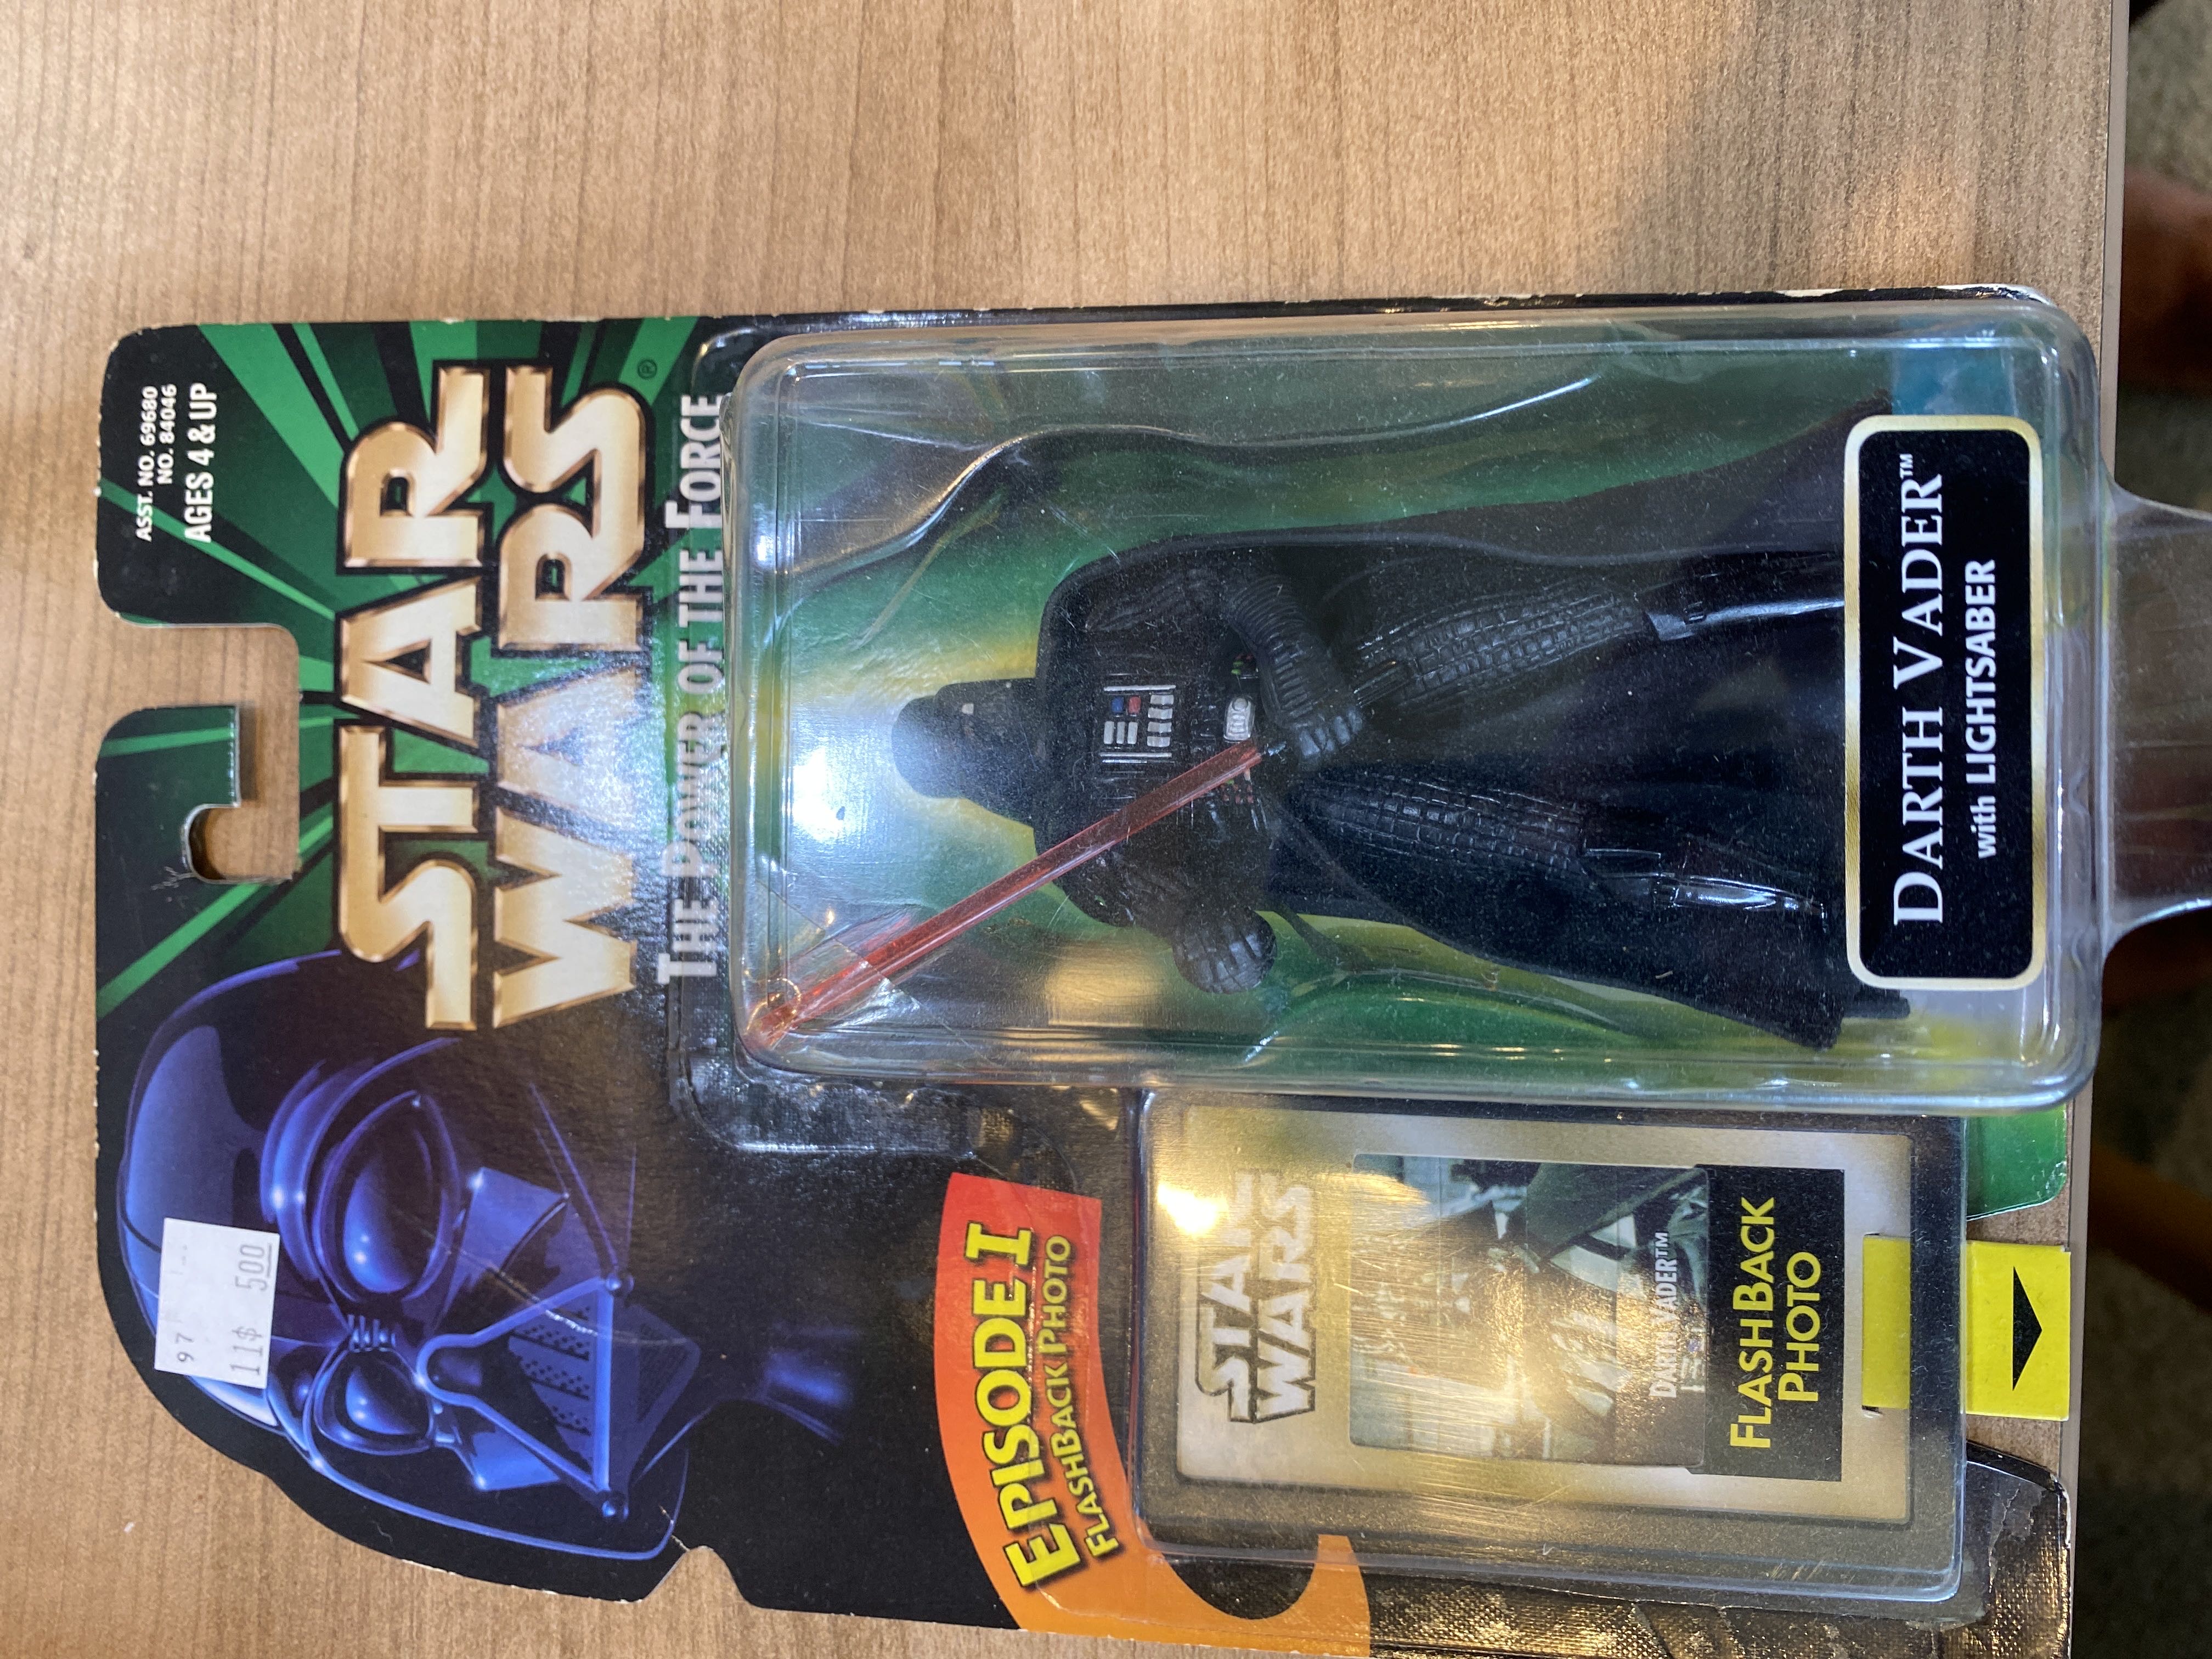 ASST. NO. 69680
NO. 84046
AGES 4 & UP
97
11$ 500
STAR
WARS®
THE POWER OF THE FORCE
EPISODE I
FLASHBACK PHOTO
STAR
WARS
DARTH VADER™
FLASHBACK
PHOTO
DARTH VADER™
with LIGHTSABER